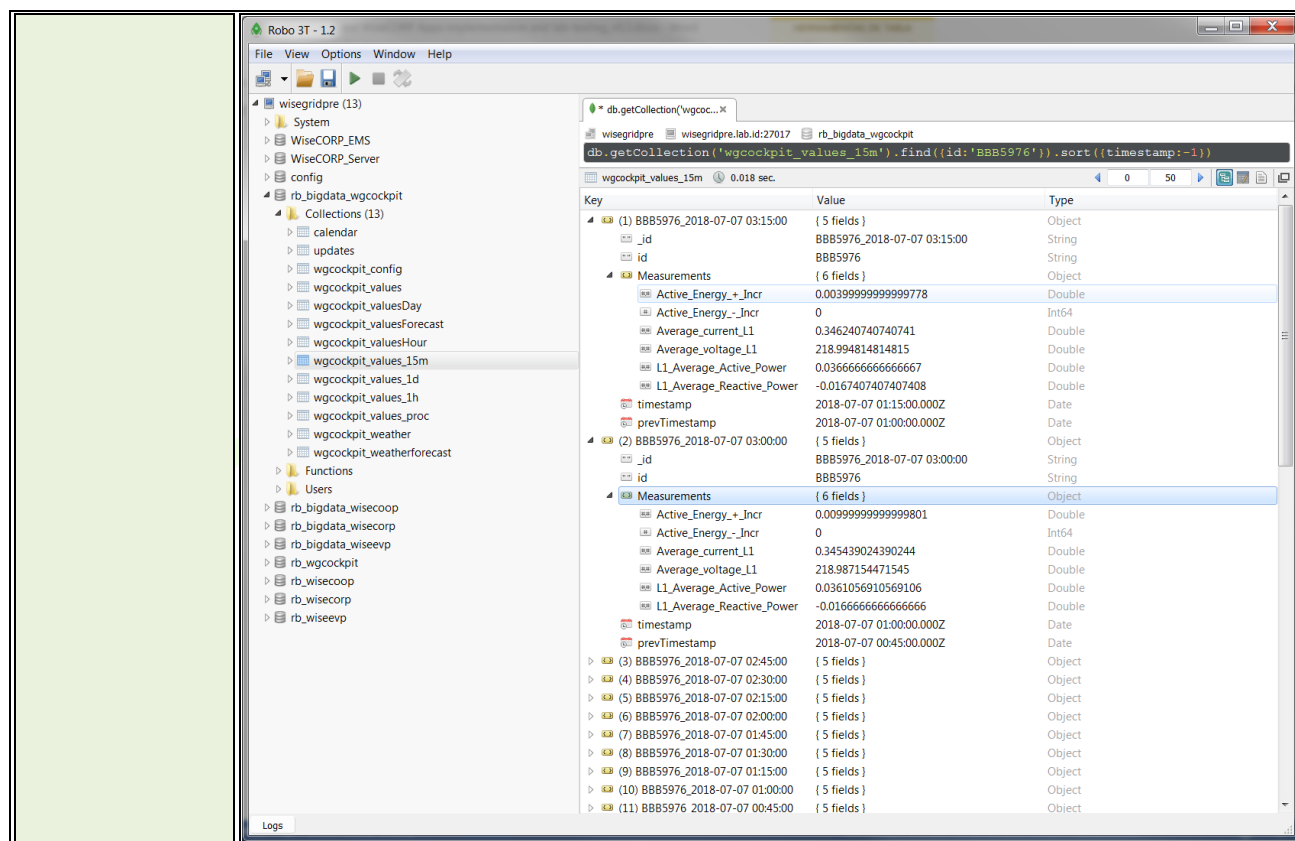 Robo 3T - 1.2
File View Options Window Help
wisegridpre (13)
System
WiseCORP_EMS
WiseCORP_Server
config
rb_bigdata_wgcockpit
Collections (13)
calendar
updates
wgcockpit_config
wgcockpit_values
wgcockpit_valuesDay
wgcockpit_valuesForecast
wgcockpit_valuesHour
wgcockpit_values_15m
wgcockpit_values_1d
wgcockpit_values_1h
wgcockpit_values_proc
wgcockpit_weather
wgcockpit_weatherforecast
Functions
Users
rb_bigdata_wisecoop
rb_bigdata_wisecorp
rb_bigdata_wiseevp
rb_wgcockpit
rb_wisecoop
rb_wisecorp
rb_wiseevp
* db.getCollection('wgcoc...
wisegridpre wisegridpre.lab.id:27017 rb_bigdata_wgcockpit
db.getCollection('wgcockpit_values_15m').find({id:'BBB5976'}).sort({timestamp:-1})
wgcockpit_values_15m 0.018 sec. 0 50
Key Value Type
(1) BBB5976_2018-07-07 03:15:00 { 5 fields } Object
_id BBB5976_2018-07-07 03:15:00 String
id BBB5976 String
Measurements { 6 fields } Object
Active_Energy_+_Incr 0.00399999999999778 Double
Active_Energy_-_Incr 0 Int64
Average_current_L1 0.346240740740741 Double
Average_voltage_L1 218.994814814815 Double
L1_Average_Active_Power 0.0366666666666667 Double
L1_Average_Reactive_Power -0.0167407407407408 Double
timestamp 2018-07-07 01:15:00.000Z Date
prevTimestamp 2018-07-07 01:00:00.000Z Date
(2) BBB5976_2018-07-07 03:00:00 { 5 fields } Object
_id BBB5976_2018-07-07 03:00:00 String
id BBB5976 String
Measurements { 6 fields } Object
Active_Energy_+_Incr 0.00999999999999801 Double
Active_Energy_-_Incr 0 Int64
Average_current_L1 0.345439024390244 Double
Average_voltage_L1 218.987154471545 Double
L1_Average_Active_Power 0.0361056910569106 Double
L1_Average_Reactive_Power -0.0166666666666666 Double
timestamp 2018-07-07 01:00:00.000Z Date
prevTimestamp 2018-07-07 00:45:00.000Z Date
(3) BBB5976_2018-07-07 02:45:00 { 5 fields } Object
(4) BBB5976_2018-07-07 02:30:00 { 5 fields } Object
(5) BBB5976_2018-07-07 02:15:00 { 5 fields } Object
(6) BBB5976_2018-07-07 02:00:00 { 5 fields } Object
(7) BBB5976_2018-07-07 01:45:00 { 5 fields } Object
(8) BBB5976_2018-07-07 01:30:00 { 5 fields } Object
(9) BBB5976_2018-07-07 01:15:00 { 5 fields } Object
(10) BBB5976_2018-07-07 01:00:00 { 5 fields } Object
(11) BBB5976_2018-07-07 00:45:00 { 5 fields } Object
Logs